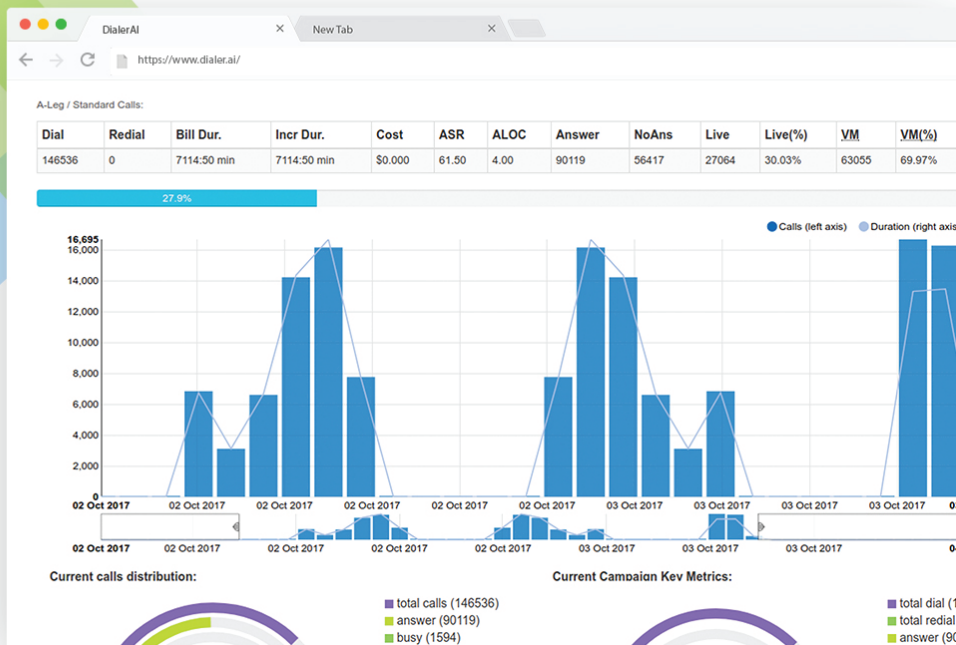 DialerAI
New Tab
https://www.dialer.ai/
A-Leg / Standard Calls:
Dial Redial Bill Dur. Incr Dur. Cost ASR ALOC Answer NoAns Live Live(%) VM VM(%)
146536 0 7114:50 min 7114:50 min $0.000 61.50 4.00 90119 56417 27064 30.03% 63055 69.97%
27.9%
Calls (left axis) Duration (right axis
16,695
16,000
14,000
12,000
10,000
8,000
6,000
4,000
2,000
0
02 Oct 2017 02 Oct 2017 02 Oct 2017 02 Oct 2017 02 Oct 2017 02 Oct 2017 03 Oct 2017 03 Oct 2017 03 Oct 2017 03
02 Oct 2017 02 Oct 2017 02 Oct 2017 02 Oct 2017 02 Oct 2017 03 Oct 2017 03 Oct 2017 03 Oct 2017 04
Current calls distribution: Current Campaign Key Metrics:
total calls (146536) total dial (1
answer (90119) total redial
busy (1594) answer (90